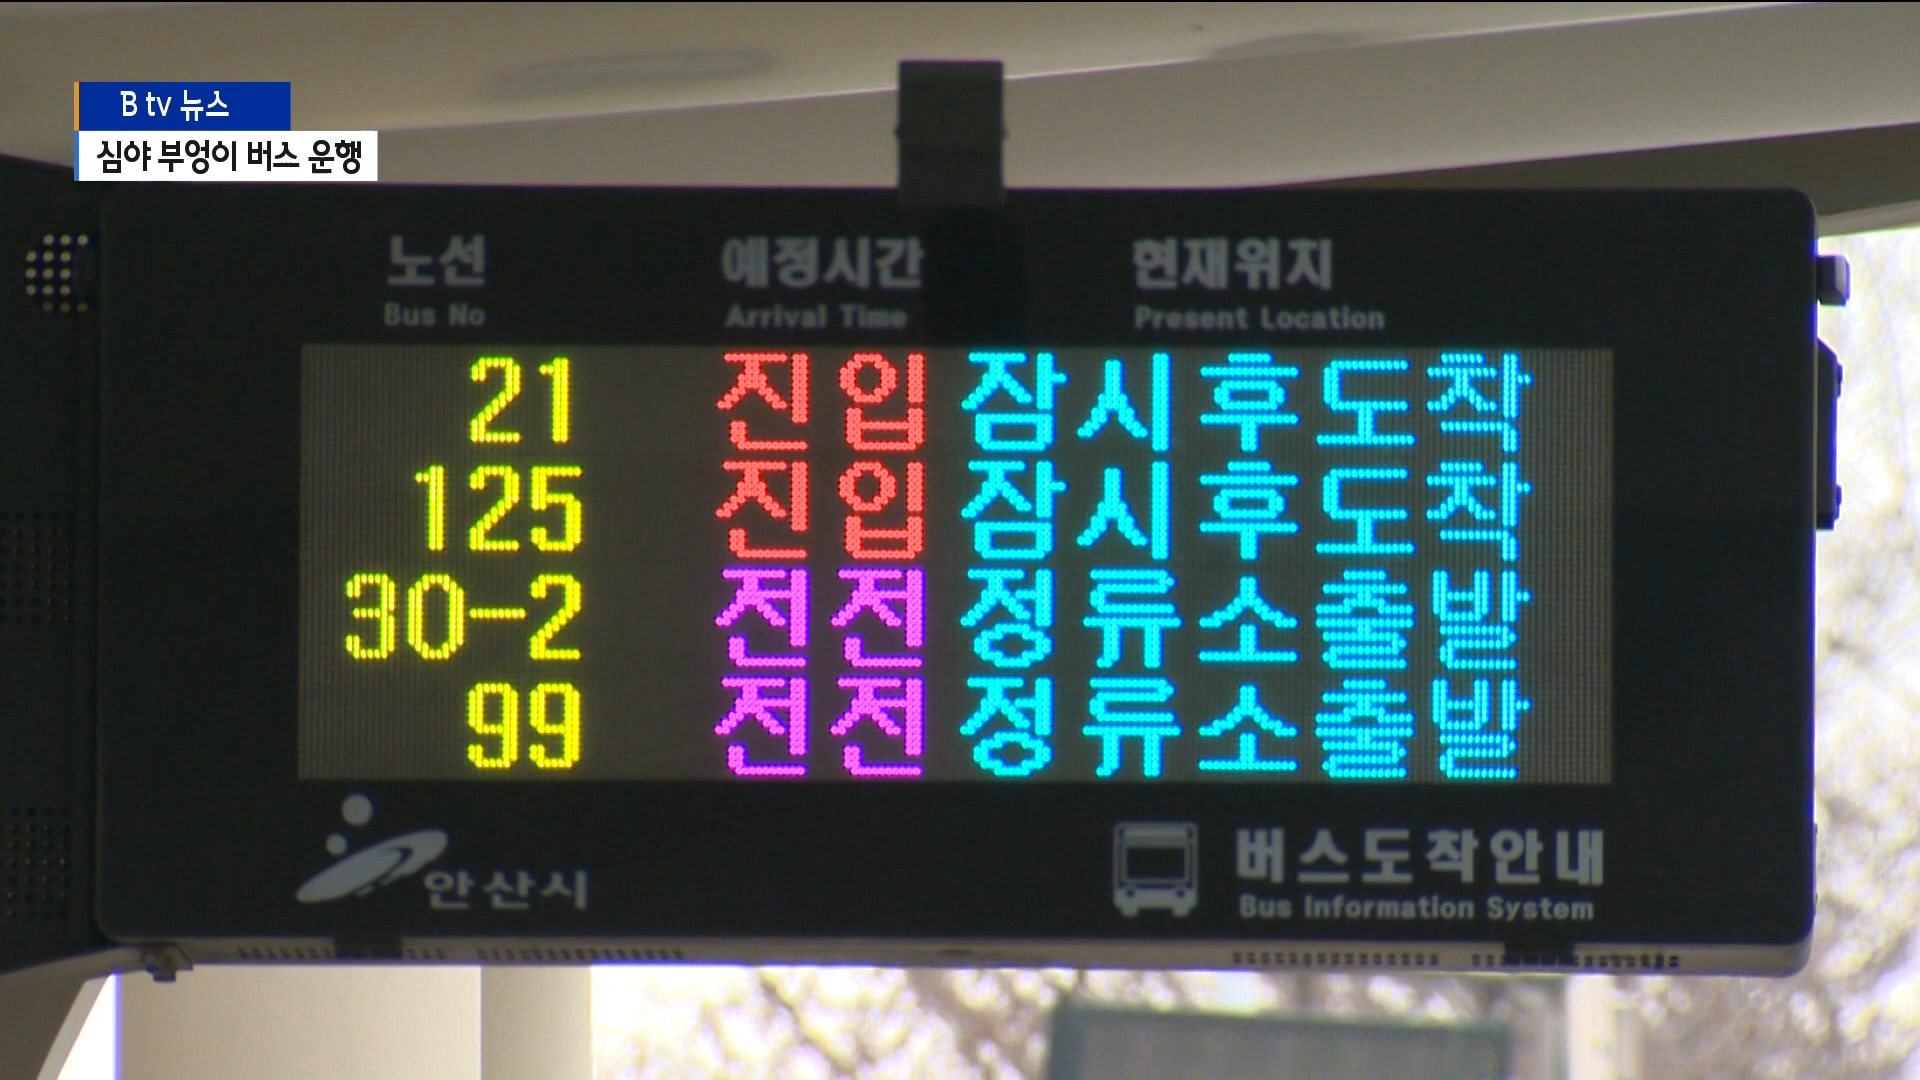 B tv 뉴스
심야 부엉이 버스 운행
노선 예정시간 현재위치
Bus No Arrival Time Present Location
21 진입 잠시후도착
125 진입 잠시후도착
30-2 전전 정류소출발
99 전전 정류소출발
안산시 버스도착안내
Bus Information System